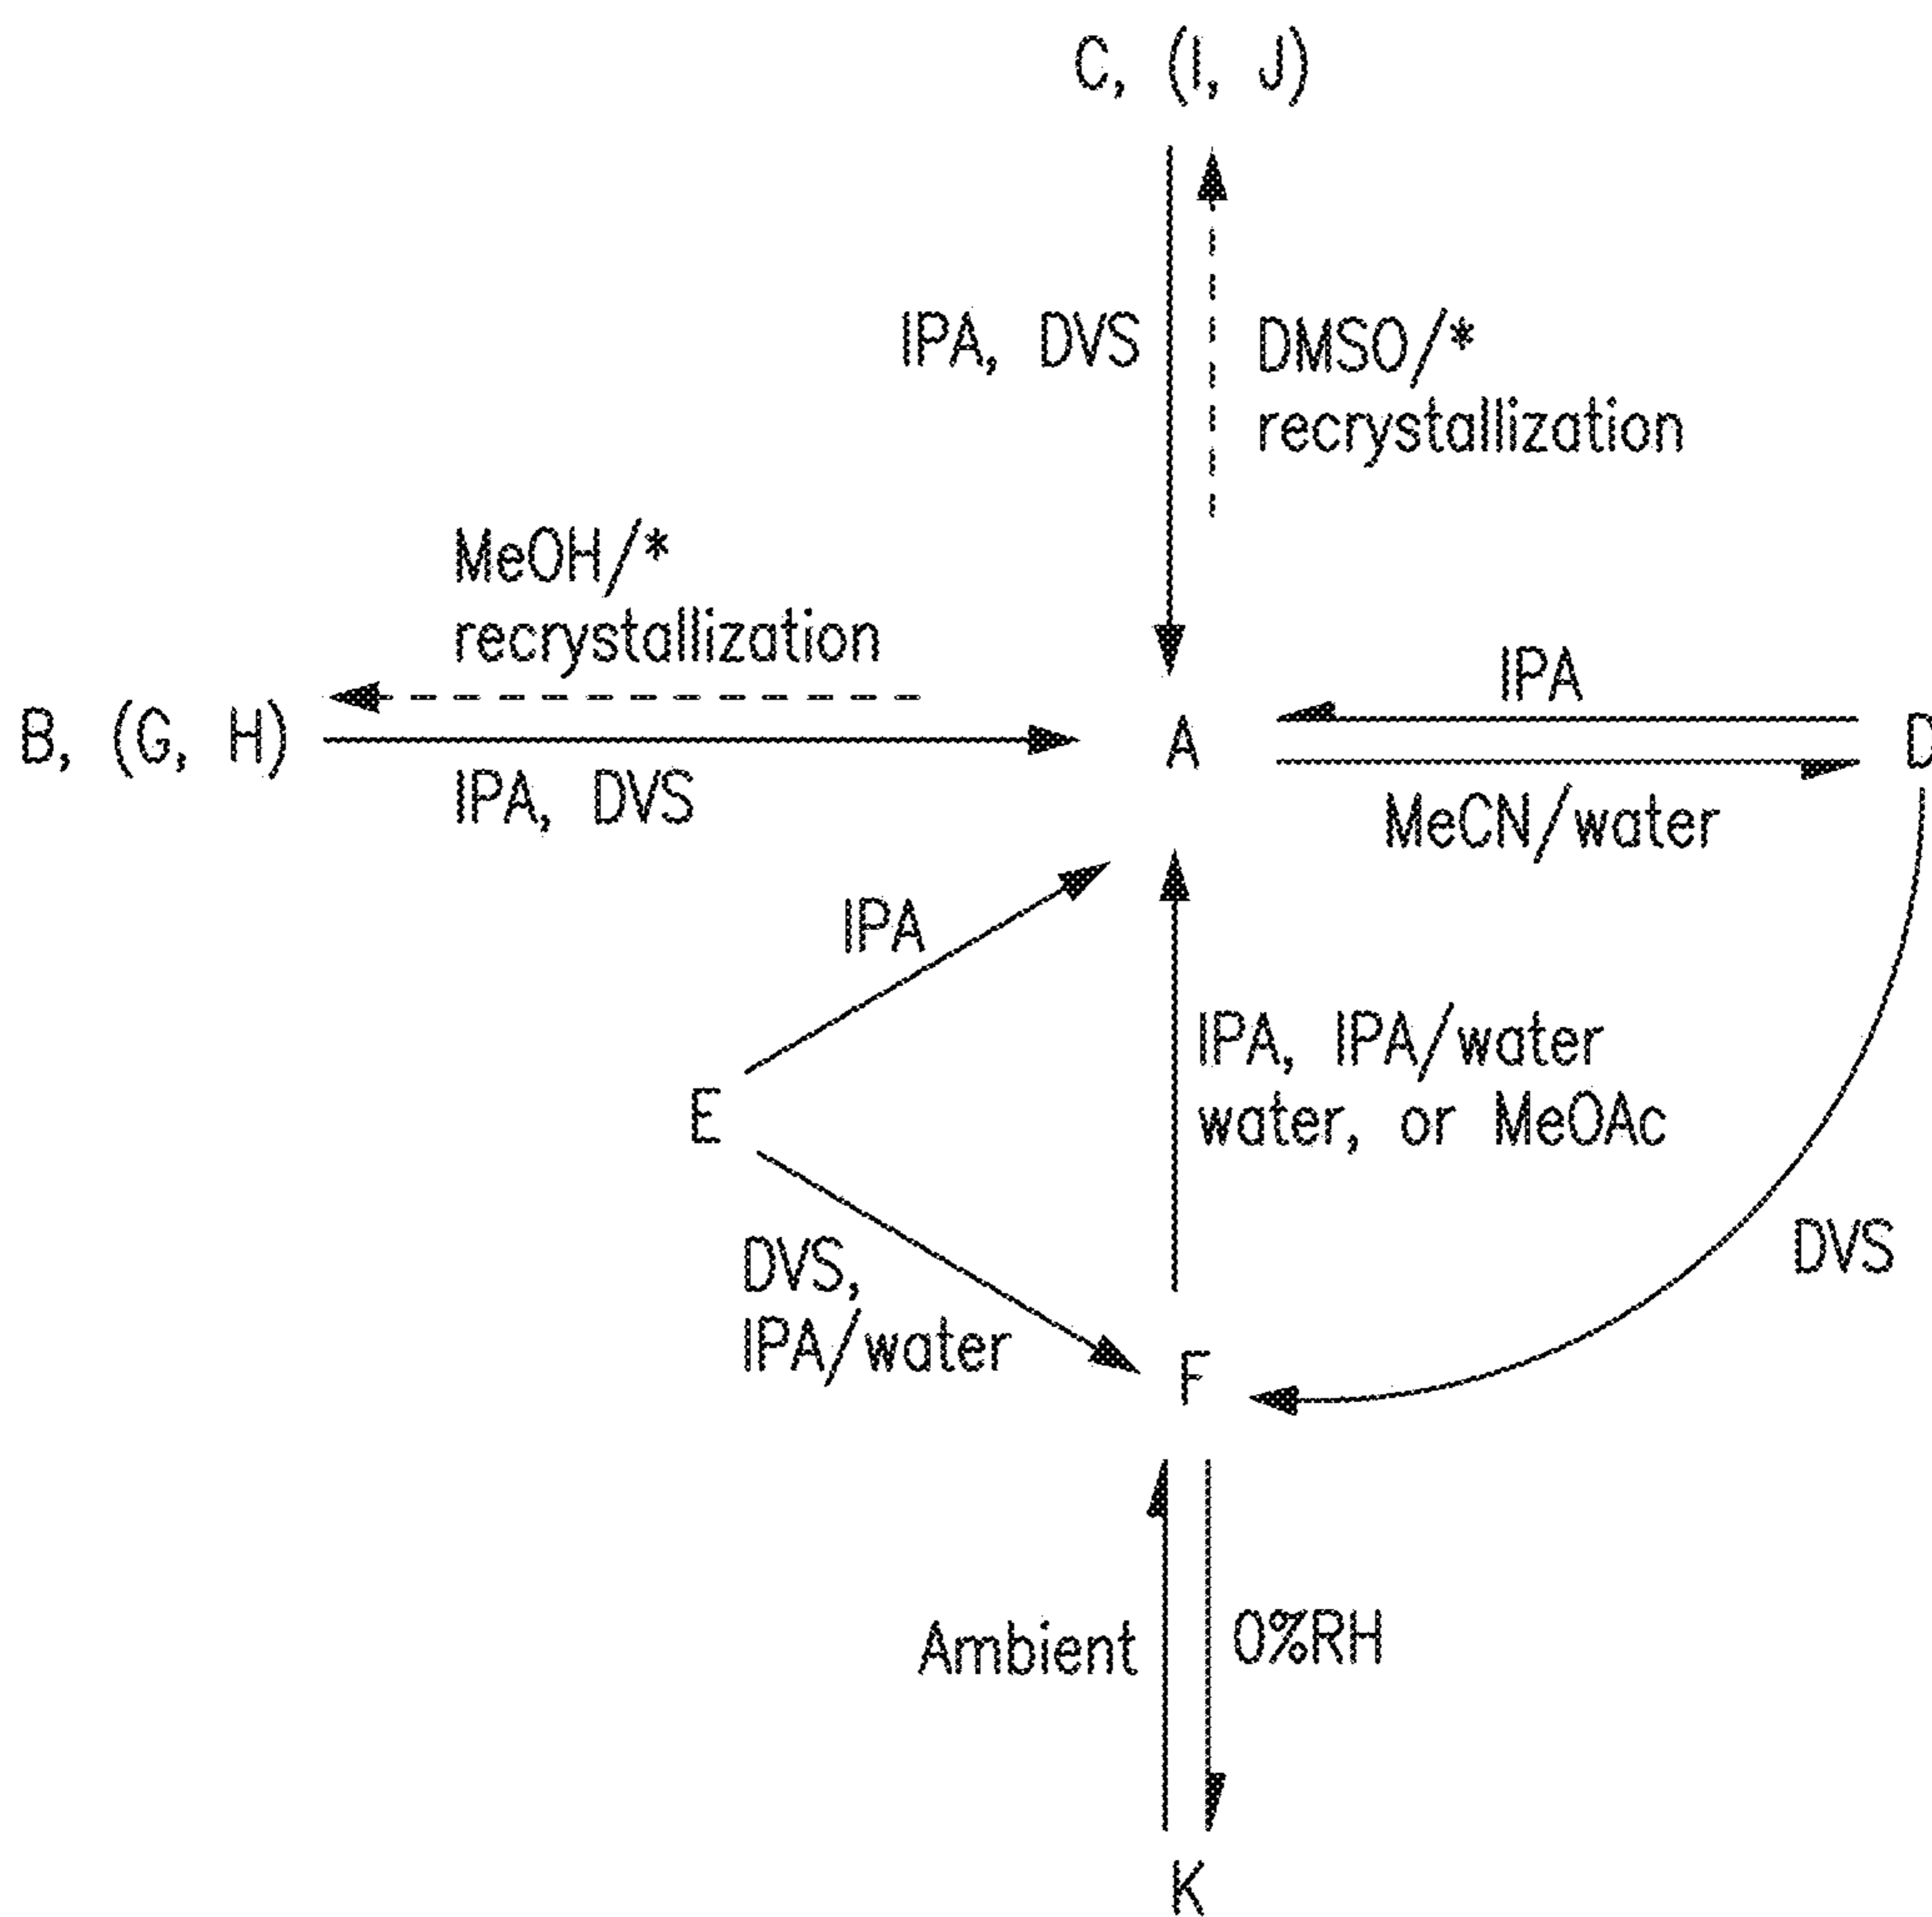 C, (I, J)
IPA, DVS
DMSO/*
recrystallization
MeOH/*
recrystallization
B, (G, H)
IPA, DVS
A
IPA
MeCN/water
D
IPA
E
IPA, IPA/water
water, or MeOAc
DVS,
IPA/water
DVS
F
Ambient
0%RH
K